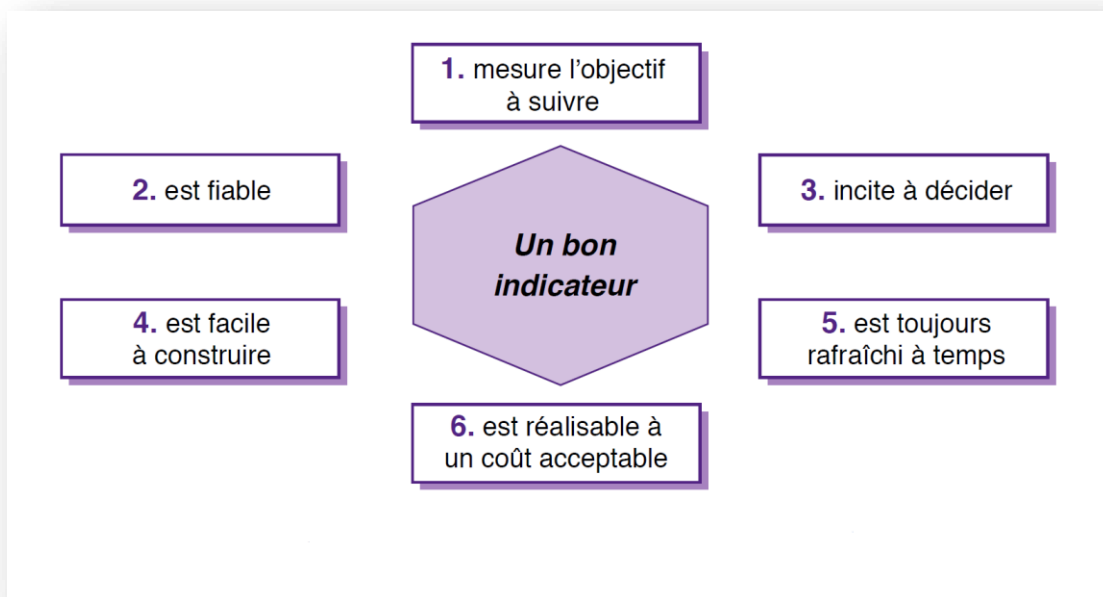 1. mesure l'objectif
à suivre
2. est fiable
3. incite à décider
Un bon
indicateur
4. est facile
à construire
5. est toujours
rafraîchi à temps
6. est réalisable à
un coût acceptable